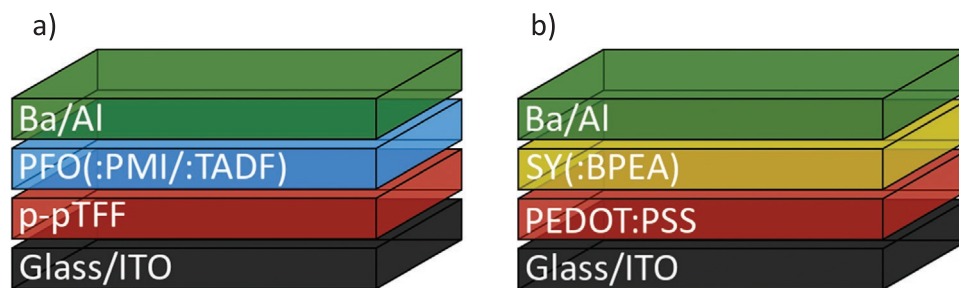 a)
Ba/Al
PFO(:PMI/:TADF)
p-pTFF
Glass/ITO
b)
Ba/Al
SY(:BPEA)
PEDOT:PSS
Glass/ITO